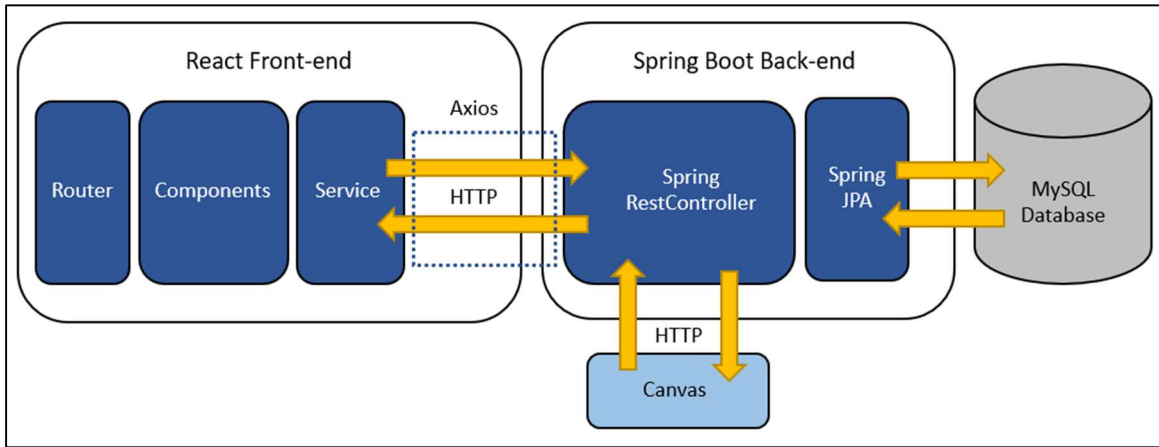 React Front-end
Router
Components
Service
Axios
HTTP
Spring Boot Back-end
Spring
RestController
Spring
JPA
MySQL
Database
HTTP
Canvas